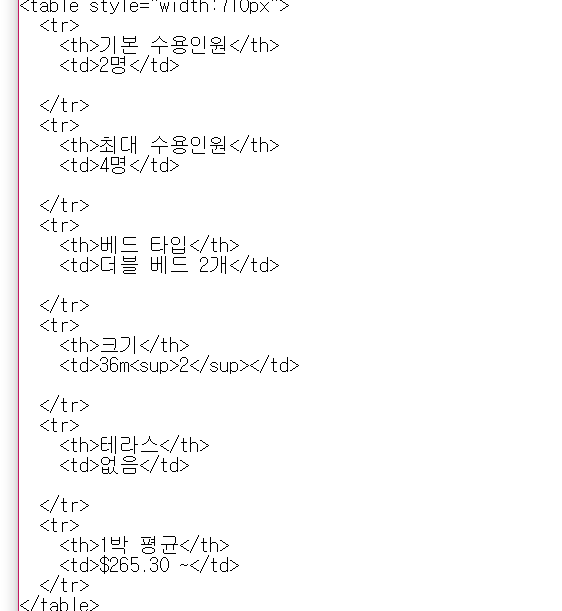 <table style="width:710px">
<tr>
<th>기본 수용인원</th>
<td>2명</td>
</tr>
<tr>
<th>최대 수용인원</th>
<td>4명</td>
</tr>
<tr>
<th>베드 타입</th>
<td>더블 베드 2개</td>
</tr>
<tr>
<th>크기</th>
<td>36m<sup>2</sup></td>
</tr>
<tr>
<th>테라스</th>
<td>없음</td>
</tr>
<tr>
<th>1박 평균</th>
<td>$265.30 ~</td>
</tr>
</table>